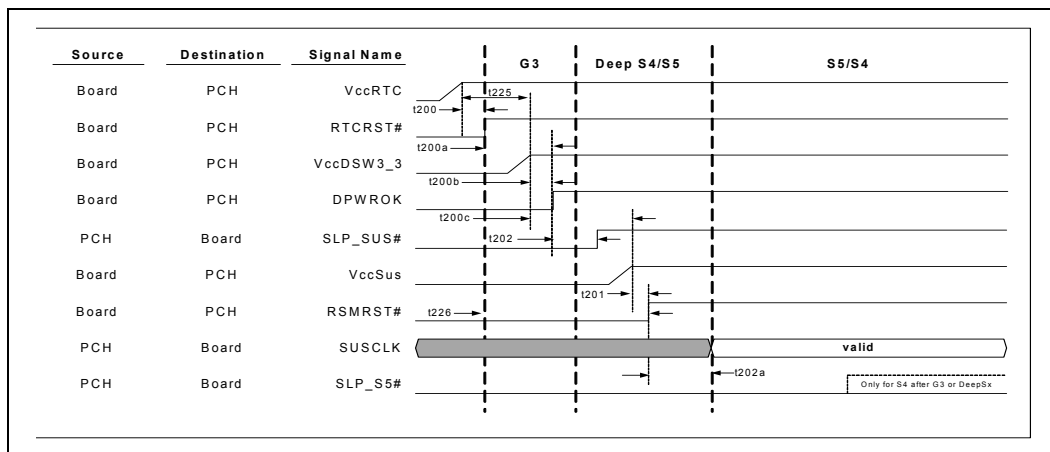 Source Destination Signal Name G3 Deep S4/S5 S5/S4
Board PCH VccRTC
t225
t200
Board PCH RTCRST#
t200a
Board PCH VccDSW3_3
t200b
Board PCH DPWROK
t200c
PCH Board SLP_SUS# t202
Board PCH VccSus
t201
Board PCH RSMRST# t226
PCH Board SUSCLK valid
t202a
PCH Board SLP_S5# Only for S4 after G3 or DeepSx